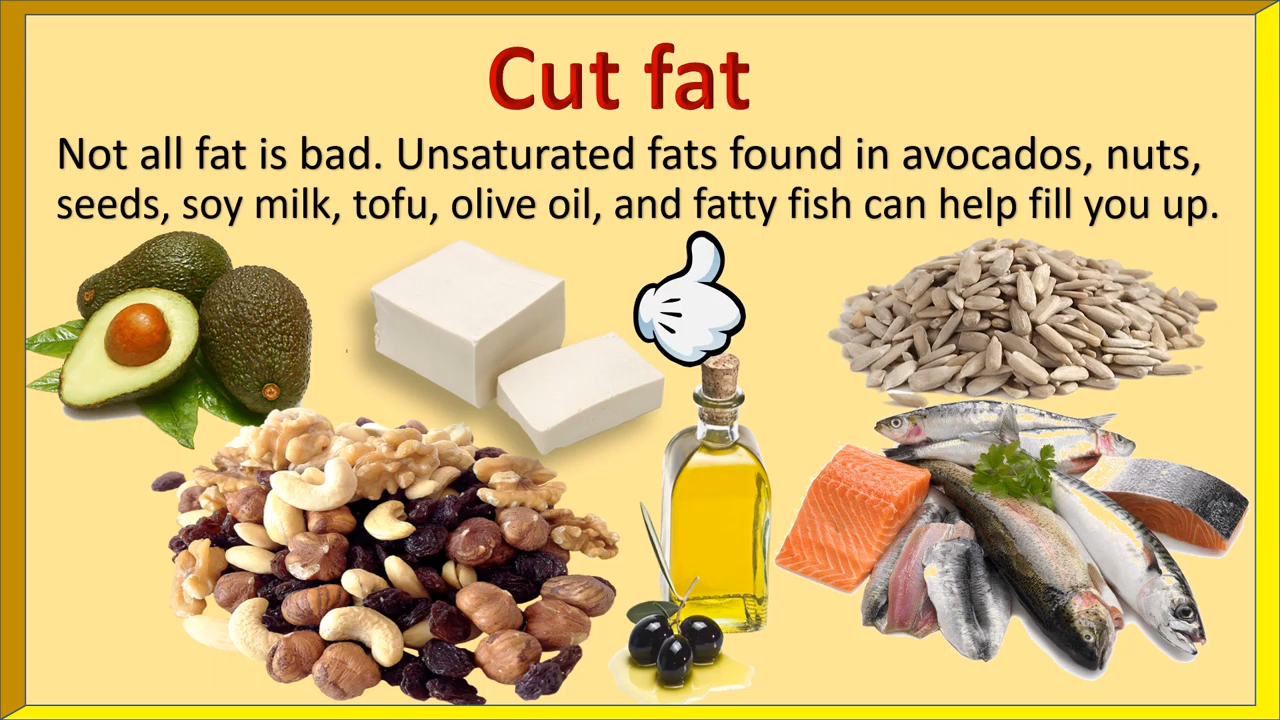 Cut fat
Not all fat is bad. Unsaturated fats found in avocados, nuts,
seeds, soy milk, tofu, olive oil, and fatty fish can help fill you up.